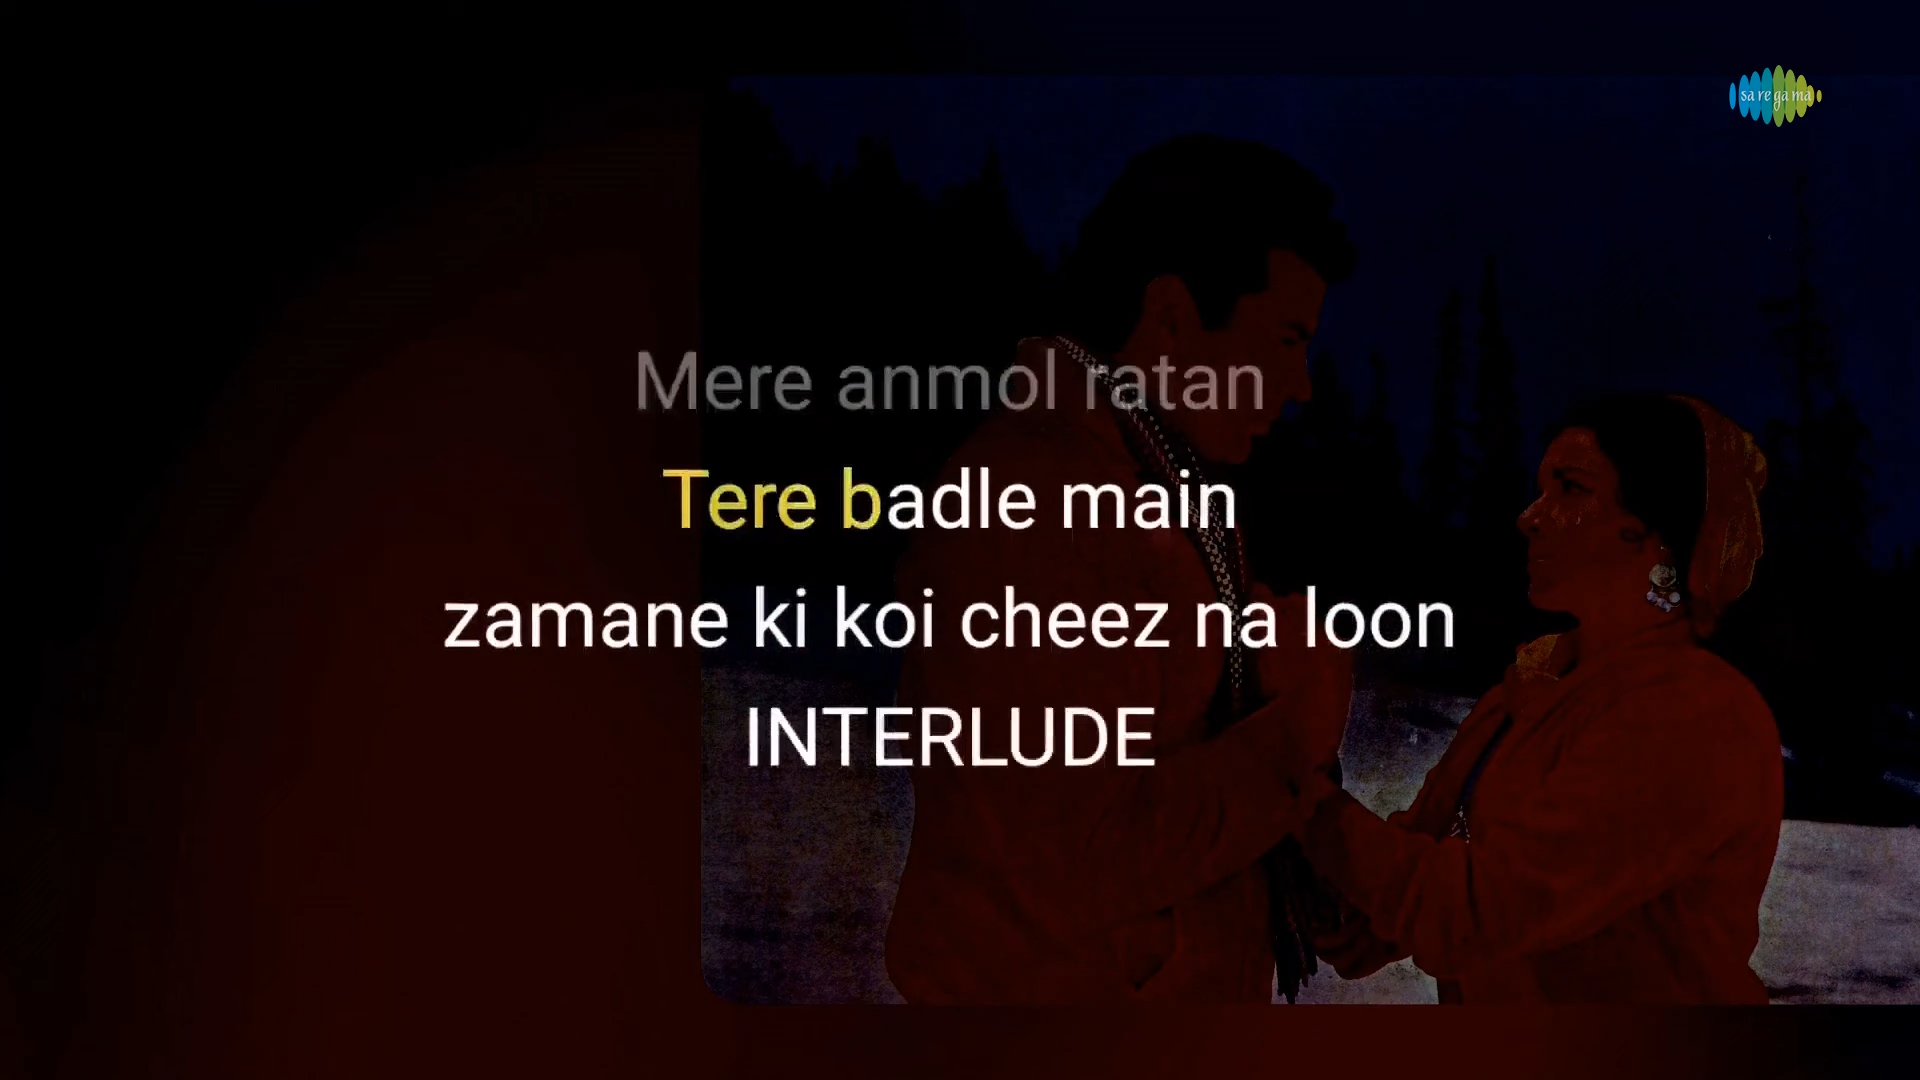 sa re ga ma
Mere anmol ratan
Tere badle main
zamane ki koi cheez na loon
INTERLUDE